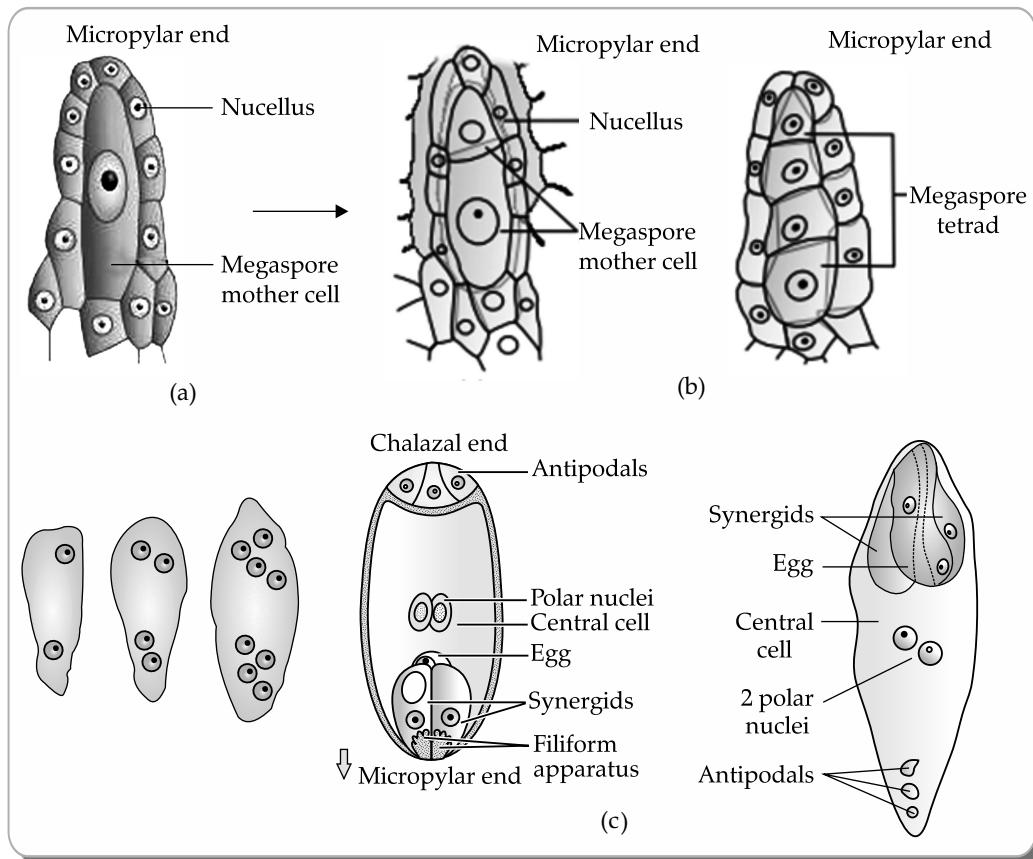 Micropylar end
Nucellus
Megaspore
mother cell
(a)
Micropylar end
Nucellus
Megaspore
mother cell
Micropylar end
Megaspore
tetrad
(b)
Chalazal end
Antipodals
Polar nuclei
Central cell
Egg
Synergids
Filiform
apparatus
Micropylar end
Synergids
Egg
Central
cell
2 polar
nuclei
Antipodals
(c)